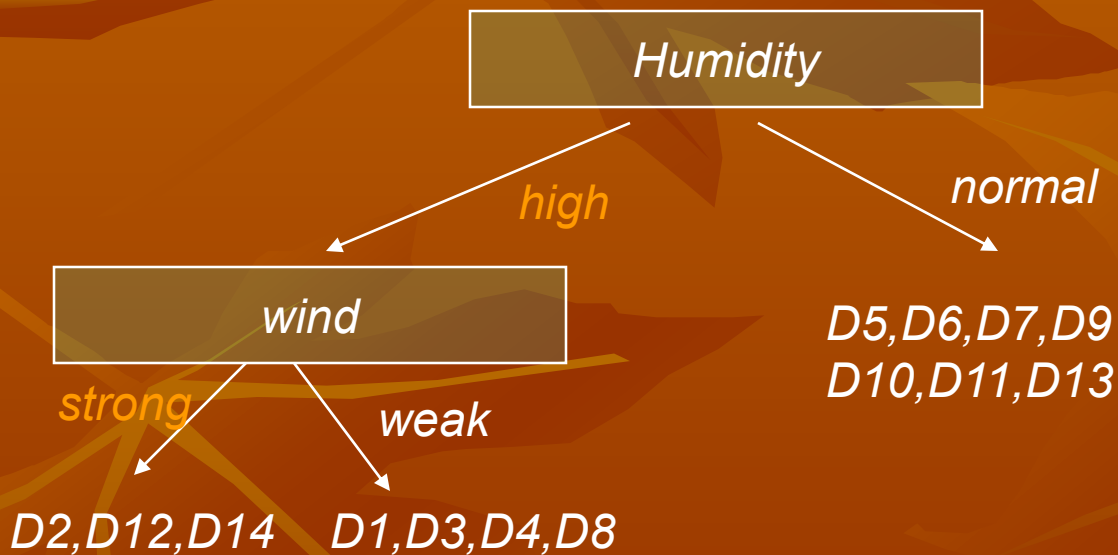 Humidity
high
normal
wind
D5,D6,D7,D9
D10,D11,D13
strong
weak
D2,D12,D14
D1,D3,D4,D8